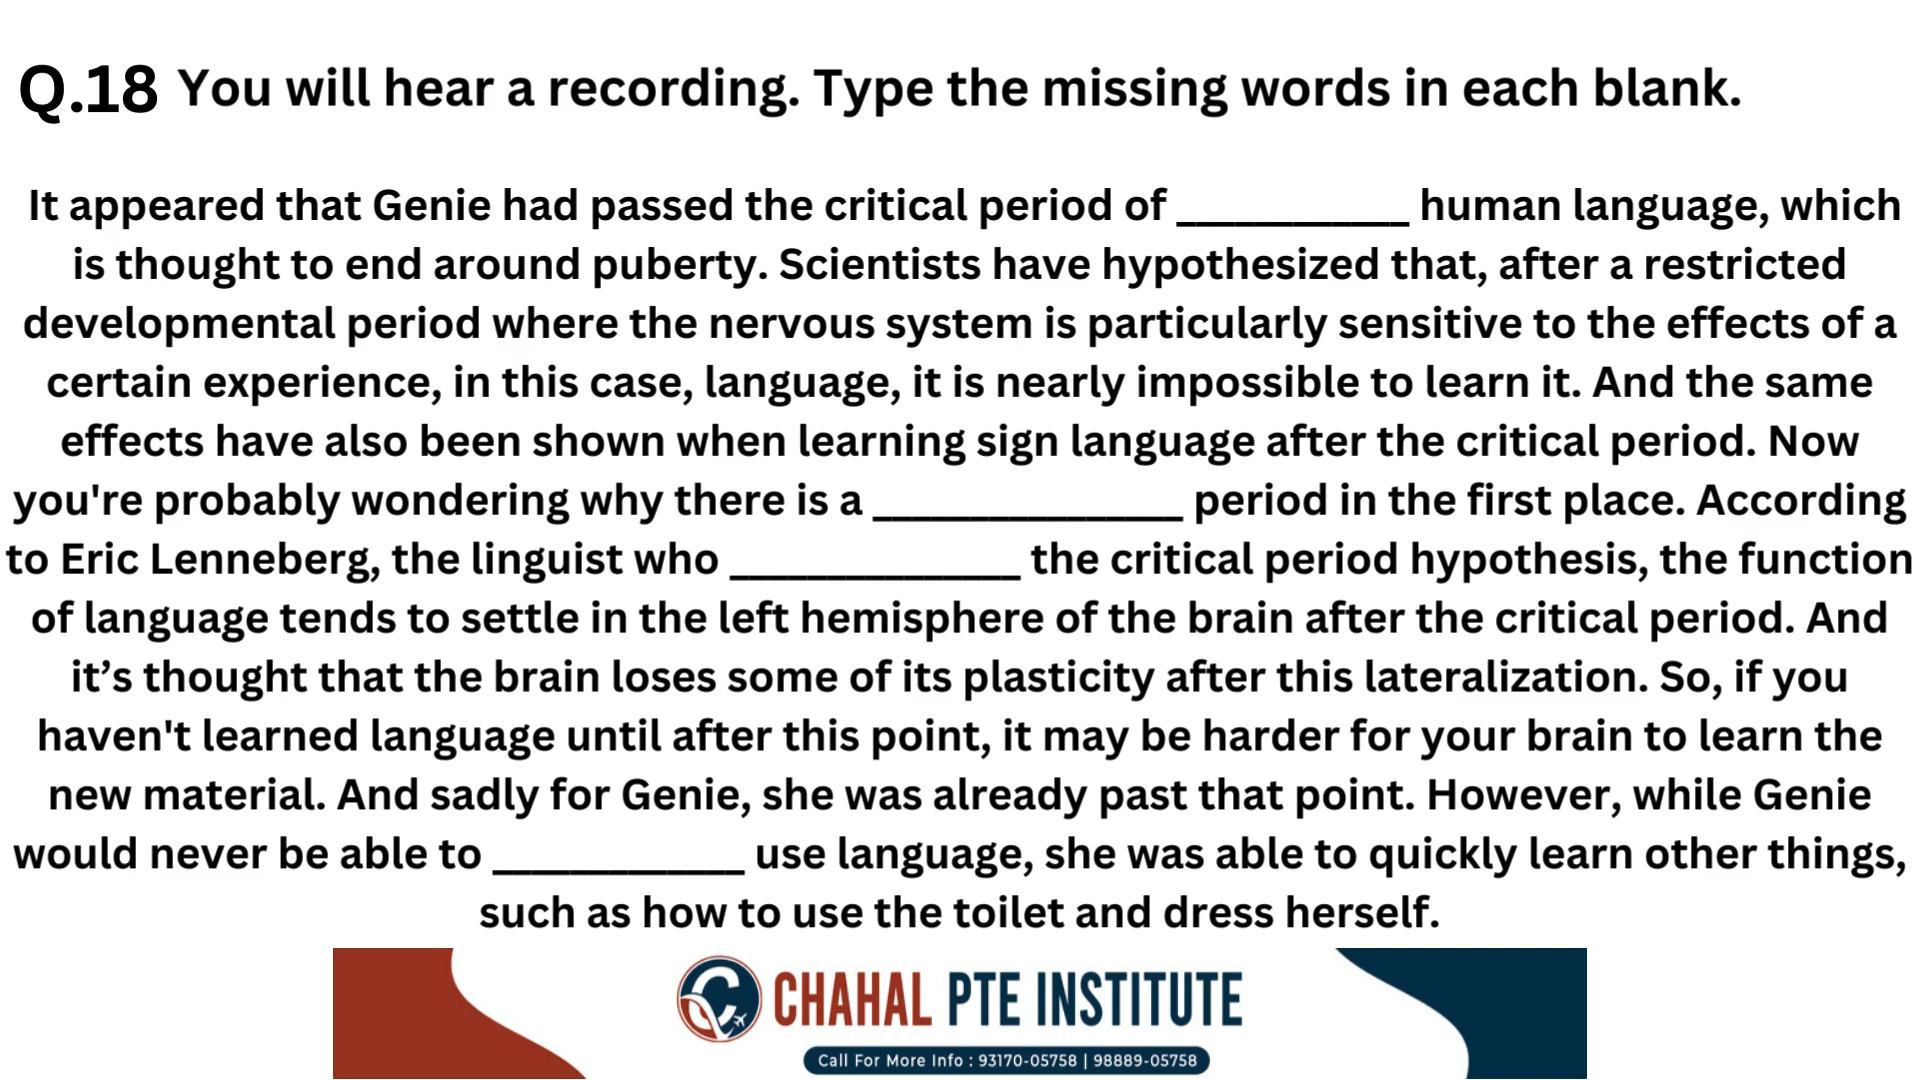 Q.18 You will hear a recording. Type the missing words in each blank.
It appeared that Genie had passed the critical period of ___________ human language, which
is thought to end around puberty. Scientists have hypothesized that, after a restricted
developmental period where the nervous system is particularly sensitive to the effects of a
certain experience, in this case, language, it is nearly impossible to learn it. And the same
effects have also been shown when learning sign language after the critical period. Now
you're probably wondering why there is a _______________ period in the first place. According
to Eric Lenneberg, the linguist who ______________ the critical period hypothesis, the function
of language tends to settle in the left hemisphere of the brain after the critical period. And
it’s thought that the brain loses some of its plasticity after this lateralization. So, if you
haven't learned language until after this point, it may be harder for your brain to learn the
new material. And sadly for Genie, she was already past that point. However, while Genie
would never be able to ____________ use language, she was able to quickly learn other things,
such as how to use the toilet and dress herself.
CHAHAL PTE INSTITUTE
Call For More Info : 93170-05758 | 98889-05758